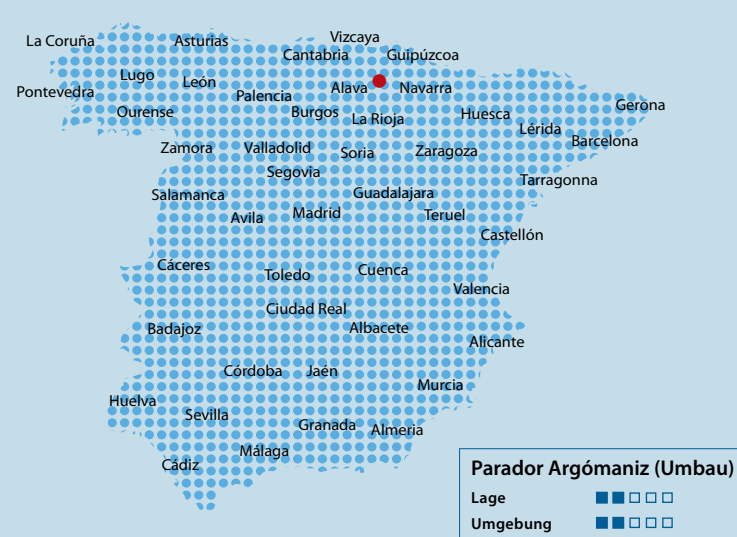 Vizcaya
La Coruña Asturias
Cantabria Guipúzcoa
Lugo León
Pontevedra Palencia Alava Navarra
Ourense Burgos La Rioja Huesca Gerona
Lérida
Barcelona
Zamora Valladolid Soria Zaragoza
Segovia
Tarragonna
Salamanca Guadalajara
Avila Madrid Teruel
Castellón
Cáceres Toledo Cuenca
Valencia
Ciudad Real
Badajoz Albacete
Alicante
Córdoba Jaén
Murcia
Huelva
Sevilla
Granada Almeria
Málaga
Cádiz
Parador Argómaniz (Umbau)
Lage ■■□□□
Umgebung ■■□□□